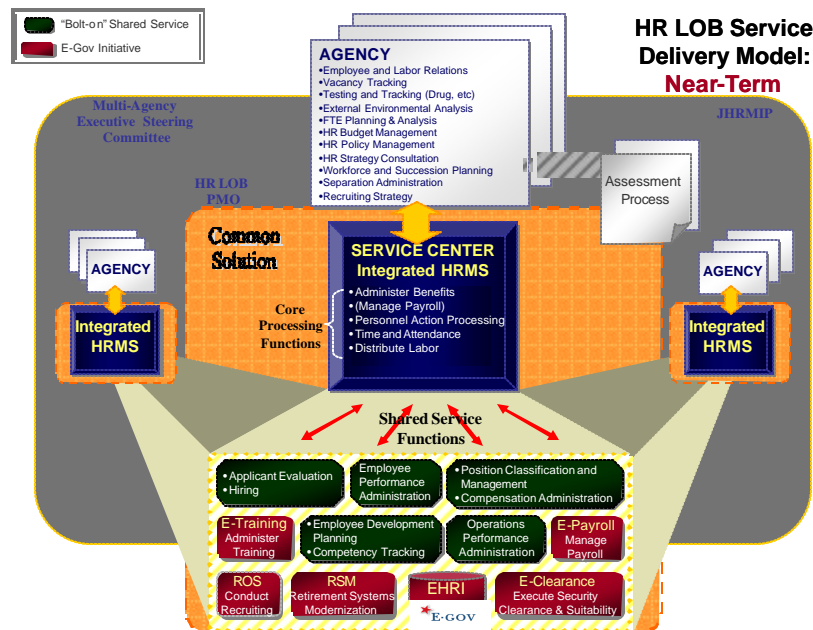 "Bolt-on" Shared Service
E-Gov Initiative
HR LOB Service
Delivery Model:
Near-Term
AGENCY
•Employee and Labor Relations
•Vacancy Tracking
•Testing and Tracking (Drug, etc)
•External Environmental Analysis
•FTE Planning & Analysis
•HR Budget Management
•HR Policy Management
•HR Strategy Consultation
•Workforce and Succession Planning
•Separation Administration
•Recruiting Strategy
Multi-Agency
Executive Steering
Committee
JHRMIP
HR LOB
PMO
Assessment
Process
Common
Solution
SERVICE CENTER
Integrated HRMS
•Administer Benefits
•(Manage Payroll)
•Personnel Action Processing
•Time and Attendance
•Distribute Labor
Core
Processing
Functions
AGENCY
Integrated
HRMS
AGENCY
Integrated
HRMS
Shared Service
Functions
•Applicant Evaluation
•Hiring
Employee
Performance
Administration
•Position Classification and
Management
•Compensation Administration
E-Training
Administer
Training
•Employee Development
Planning
•Competency Tracking
Operations
Performance
Administration
E-Payroll
Manage
Payroll
ROS
Conduct
Recruiting
RSM
Retirement Systems
Modernization
EHRI
E-GOV
E-Clearance
Execute Security
Clearance & Suitability